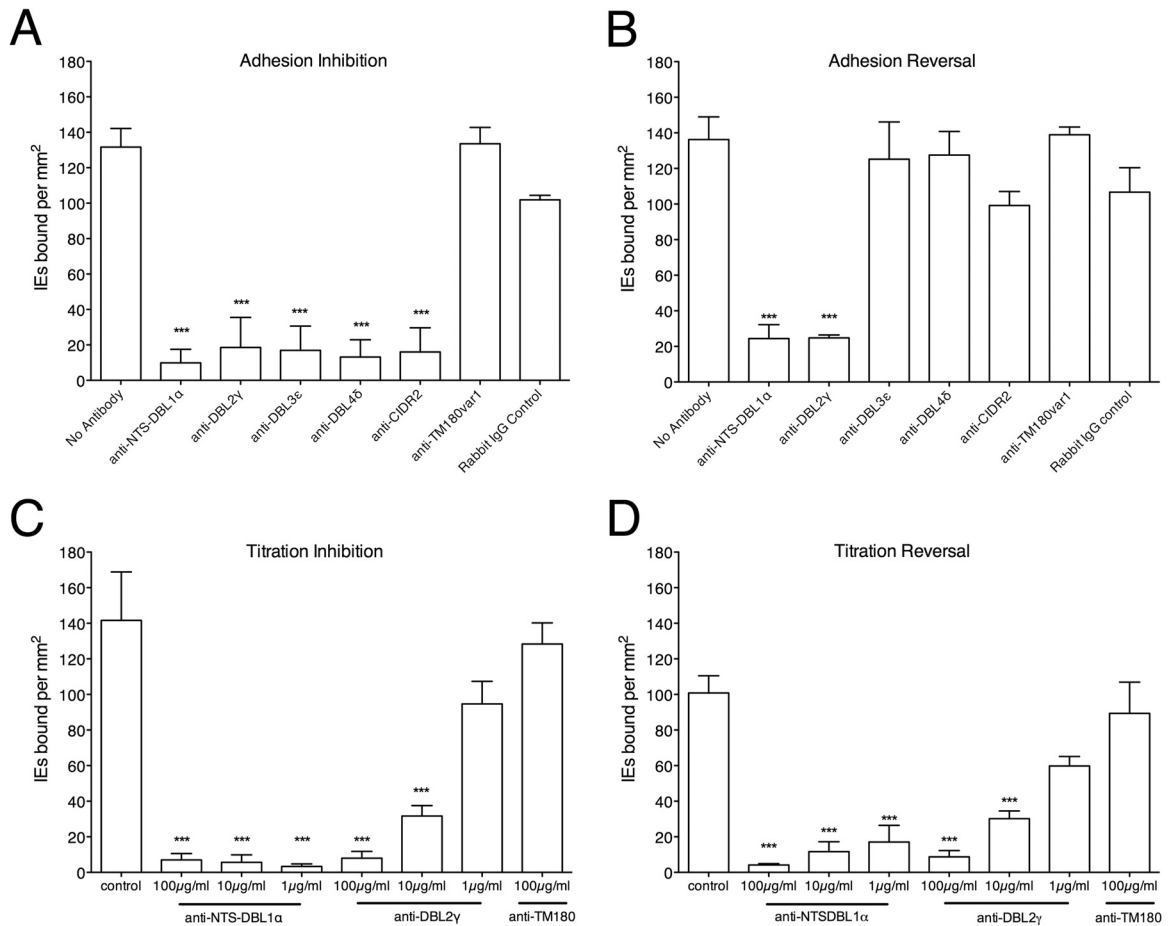 A
Adhesion Inhibition
IEs bound per mm2
180
160
140
120
100
80
60
40
20
0
***
***
***
***
***
No Antibody
anti-NTS-DBL1α
anti-DBL2γ
anti-DBL3ε
anti-DBL4δ
anti-CIDR2
anti-TM180var1
Rabbit IgG Control
B
Adhesion Reversal
IEs bound per mm2
180
160
140
120
100
80
60
40
20
0
***
***
No Antibody
anti-NTS-DBL1α
anti-DBL2γ
anti-DBL3ε
anti-DBL4δ
anti-CIDR2
anti-TM180var1
Rabbit IgG control
C
Titration Inhibition
IEs bound per mm2
180
160
140
120
100
80
60
40
20
0
***
***
***
***
***
control 100µg/ml 10µg/ml 1µg/ml 100µg/ml 10µg/ml 1µg/ml 100µg/ml
anti-NTS-DBL1α anti-DBL2γ anti-TM180
D
Titration Reversal
IEs bound per mm2
180
160
140
120
100
80
60
40
20
0
***
***
***
***
***
control 100µg/ml 10µg/ml 1µg/ml 100µg/ml 10µg/ml 1µg/ml 100µg/ml
anti-NTSDBL1α anti-DBL2γ anti-TM180